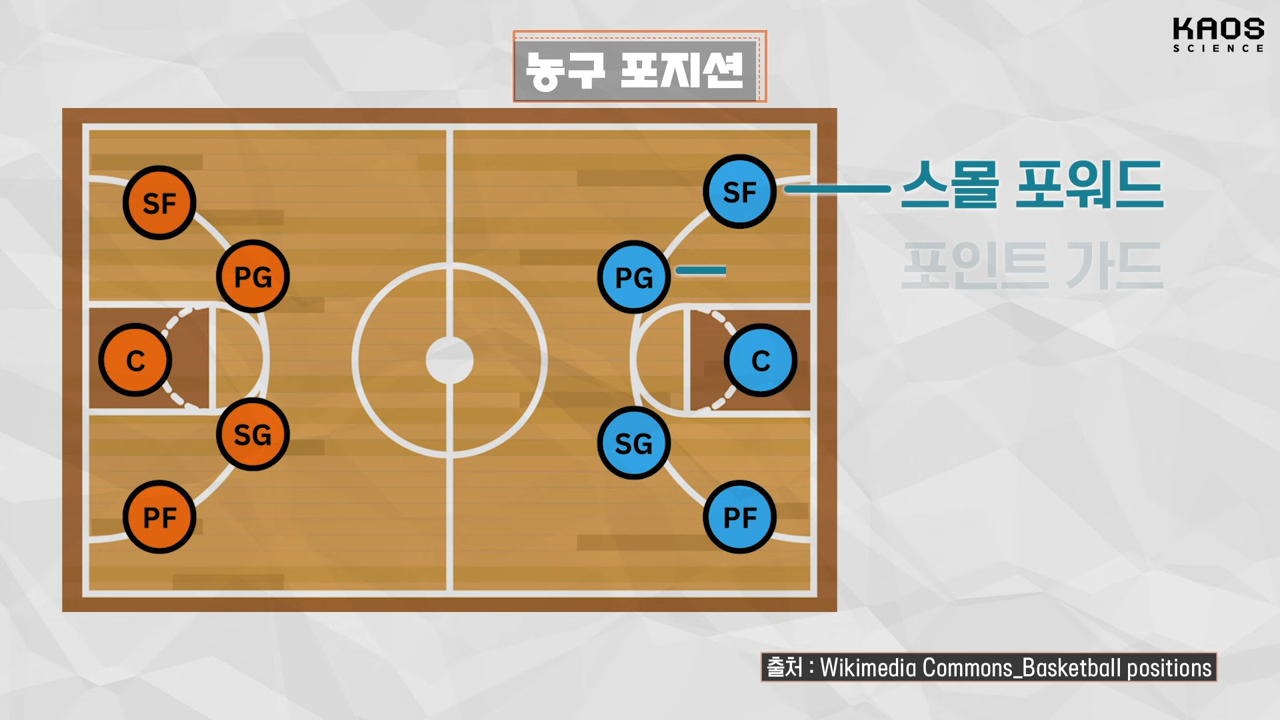 KAOS
SCIENCE
농구 포지션
SF
SF
스몰 포워드
PG
PG
포인트 가드
C
C
SG
SG
PF
PF
출처 : Wikimedia Commons_Basketball positions